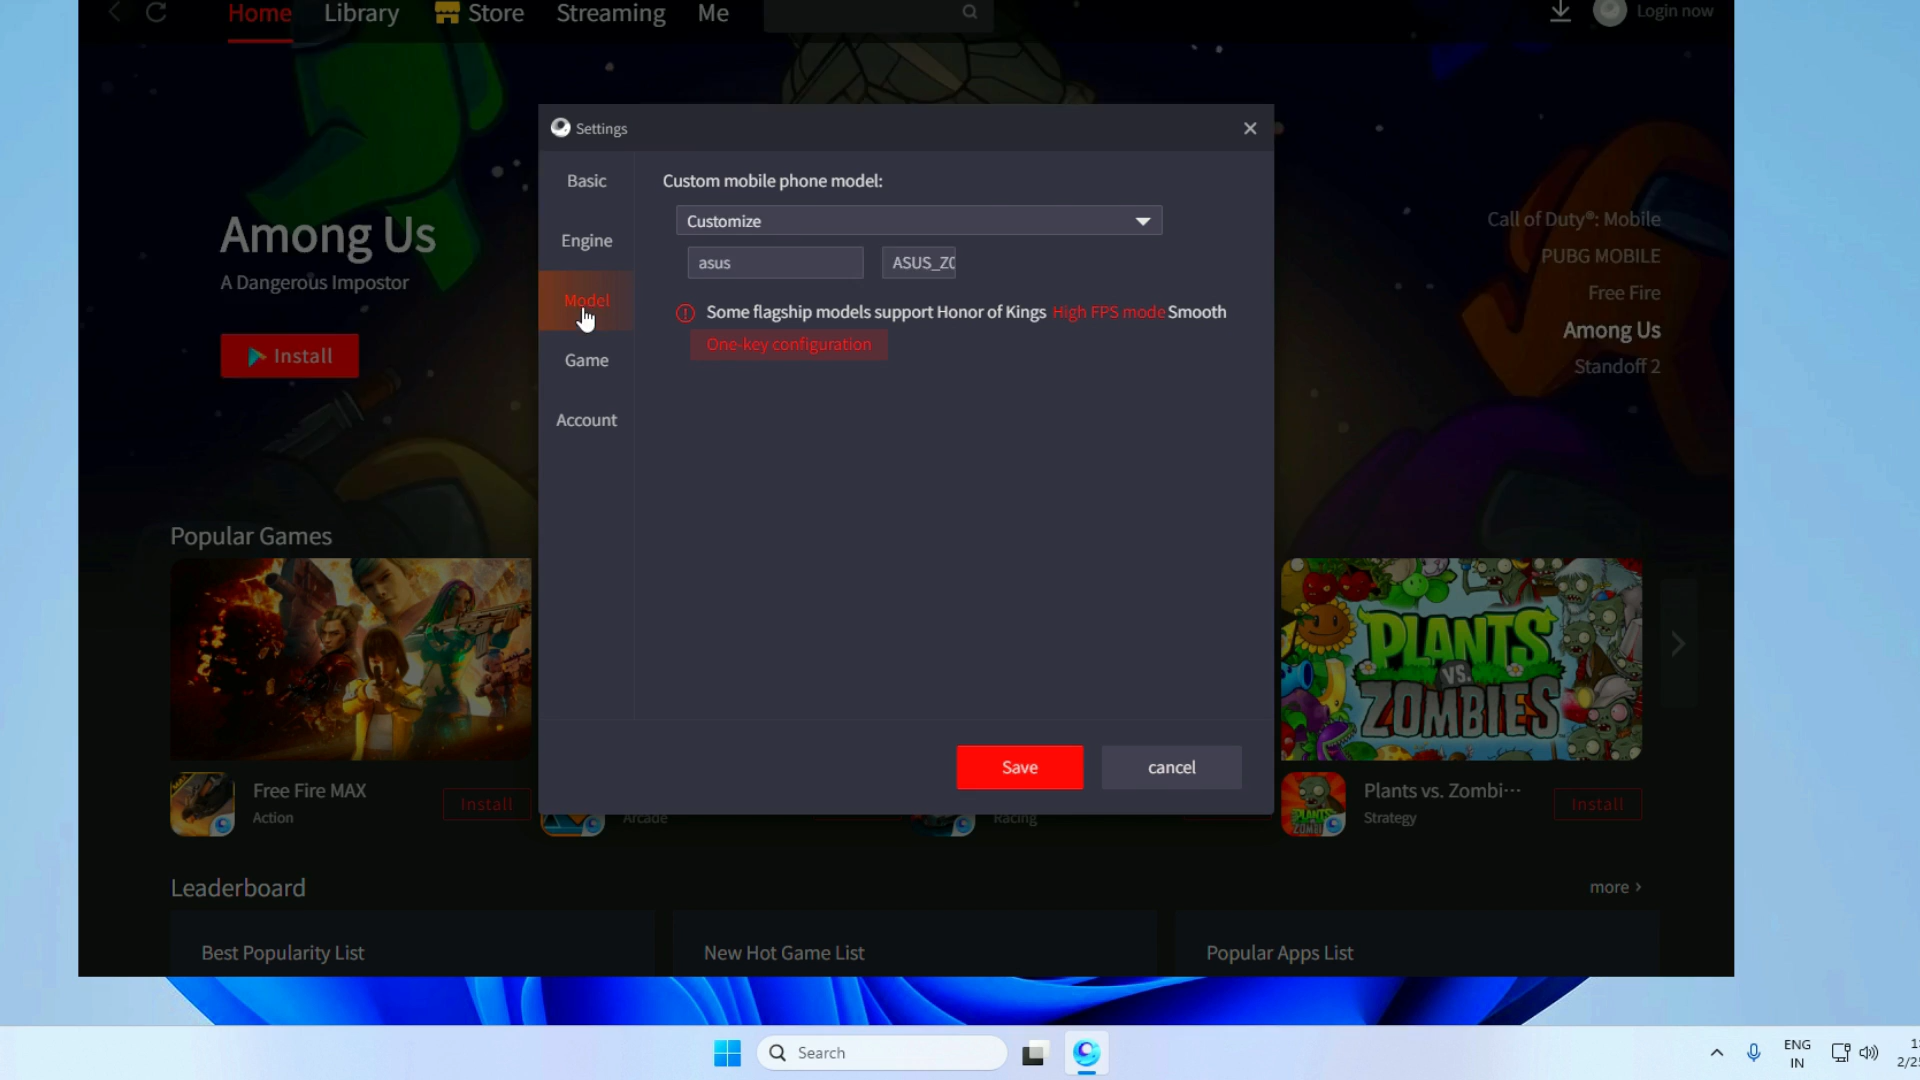 Home
Library
Store
Streaming
Me
Login now
Settings
Basic
Engine
Model
Game
Account
Custom mobile phone model:
Customize
asus
ASUS_Z0
Some flagship models support Honor of Kings High FPS mode Smooth
One-key configuration
Save
cancel
Among Us
A Dangerous Impostor
Install
Call of Duty®: Mobile
PUBG MOBILE
Free Fire
Among Us
Standoff 2
Popular Games
PLANTS
VS.
ZOMBIES
Free Fire MAX
Action
Install
Arcade
Racing
Plants vs. Zombi···
Strategy
Install
Leaderboard
more ›
Best Popularity List
New Hot Game List
Popular Apps List
Search
ENG
IN